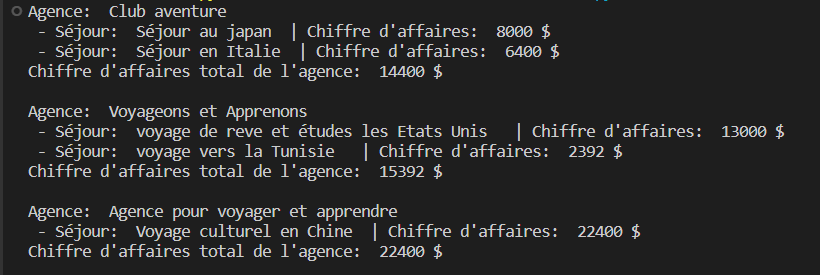 Agence:  Club aventure
 - Séjour:  Séjour au japan  | Chiffre d'affaires:  8000 $
 - Séjour:  Séjour en Italie  | Chiffre d'affaires:  6400 $
Chiffre d'affaires total de l'agence:  14400 $

Agence:  Voyageons et Apprenons
 - Séjour:  voyage de reve et études les Etats Unis   | Chiffre d'affaires:  13000 $
 - Séjour:  voyage vers la Tunisie   | Chiffre d'affaires:  2392 $
Chiffre d'affaires total de l'agence:  15392 $

Agence:  Agence pour voyager et apprendre
 - Séjour:  Voyage culturel en Chine  | Chiffre d'affaires:  22400 $
Chiffre d'affaires total de l'agence:  22400 $